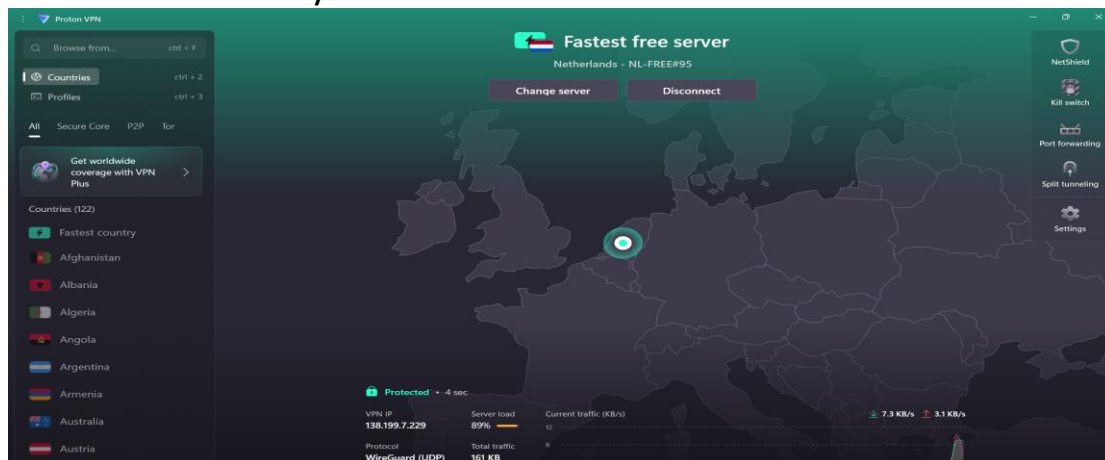 Proton VPN
Browse from...
ctrl + F
Countries
ctrl + 2
Profiles
ctrl + 3
All
Secure Core
P2P
Tor
Get worldwide
coverage with VPN
Plus
Countries (122)
Fastest country
Afghanistan
Albania
Algeria
Angola
Argentina
Armenia
Australia
Austria
Fastest free server
Netherlands - NL-FREE#95
Change server
Disconnect
Protected • 4 sec
VPN IP
138.199.7.229
Server load
89%
Protocol
WireGuard (UDP)
Total traffic
161 KB
Current traffic (KB/s)
7.3 KB/s
3.1 KB/s
12
6
NetShield
Kill switch
Port forwarding
Split tunneling
Settings